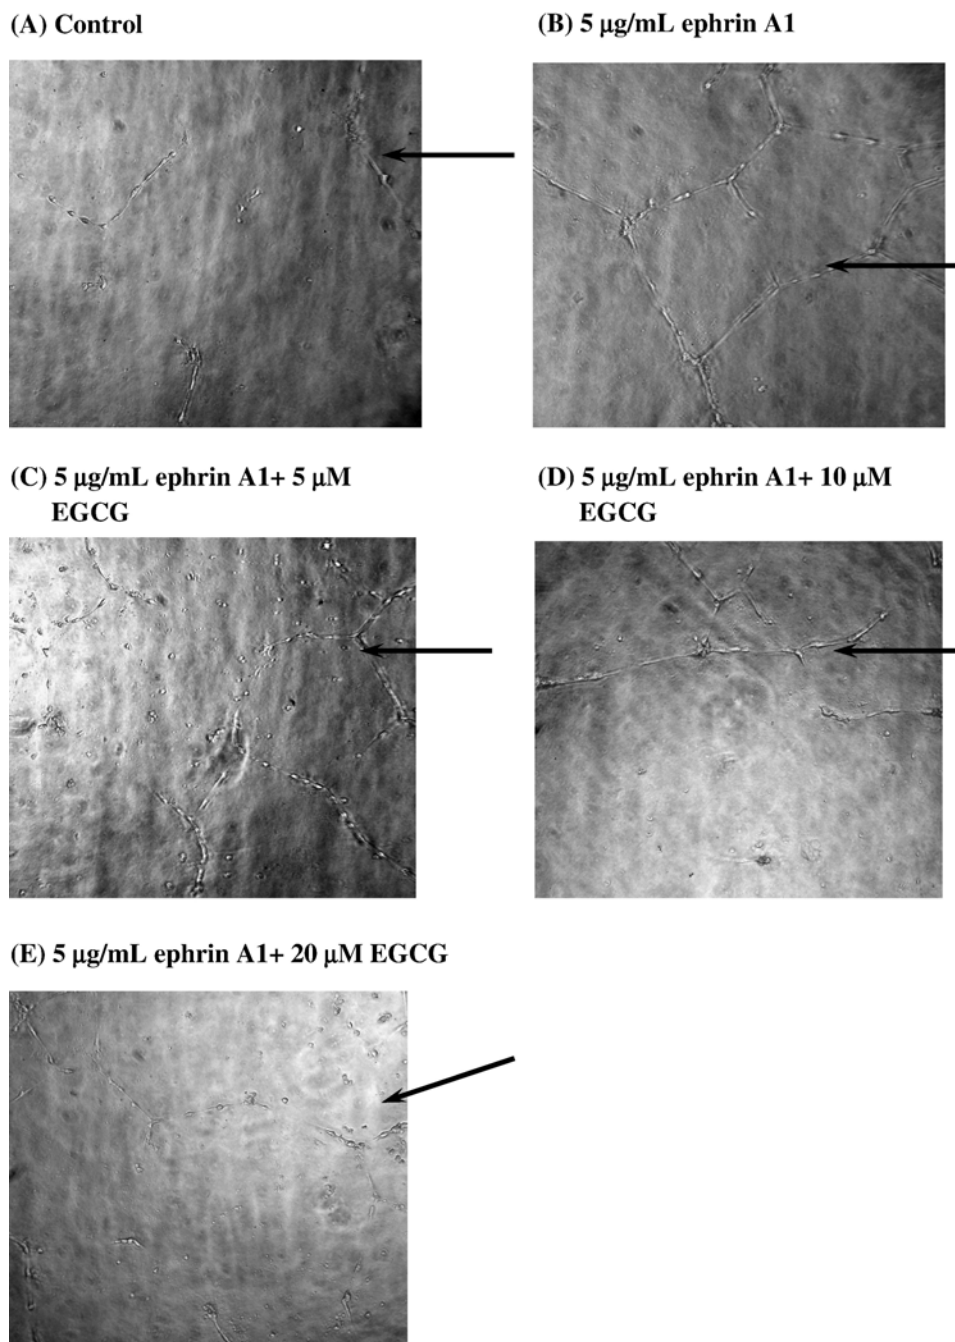 (A) Control
(B) 5 µg/mL ephrin A1
(C) 5 µg/mL ephrin A1+ 5 µM
EGCG
(D) 5 µg/mL ephrin A1+ 10 µM
EGCG
(E) 5 µg/mL ephrin A1+ 20 µM EGCG